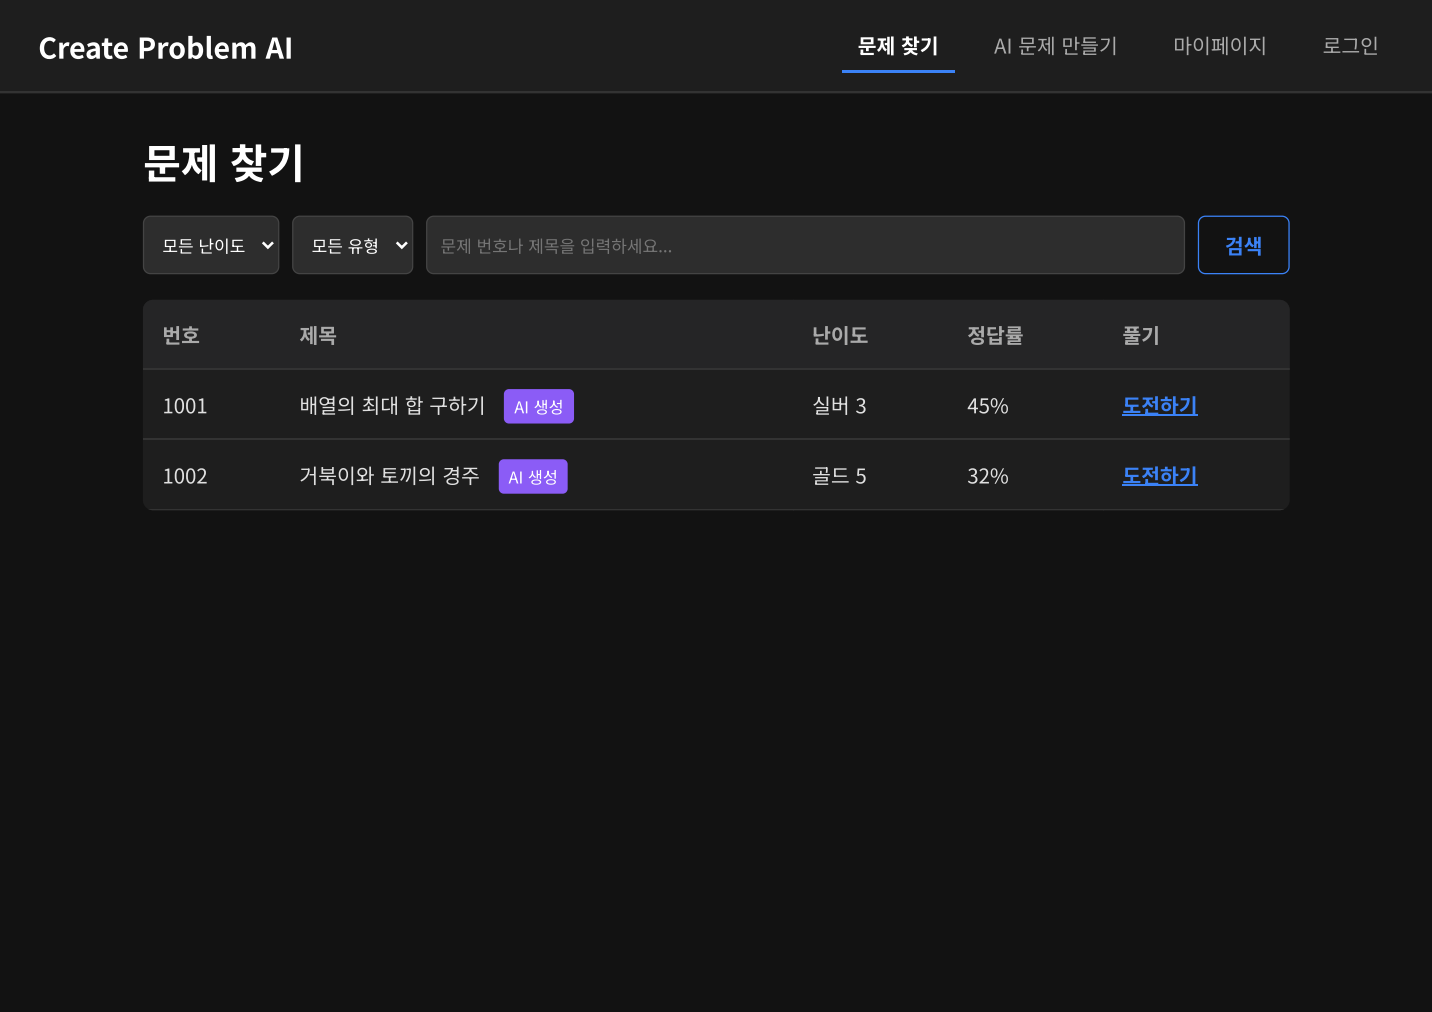 Create Problem AI
문제 찾기 AI 문제 만들기 마이페이지 로그인
문제 찾기
모든 난이도 모든 유형 문제 번호나 제목을 입력하세요... 검색
번호 제목 난이도 정답률 풀기
1001 배열의 최대 합 구하기 AI 생성 실버 3 45% 도전하기
1002 거북이와 토끼의 경주 AI 생성 골드 5 32% 도전하기